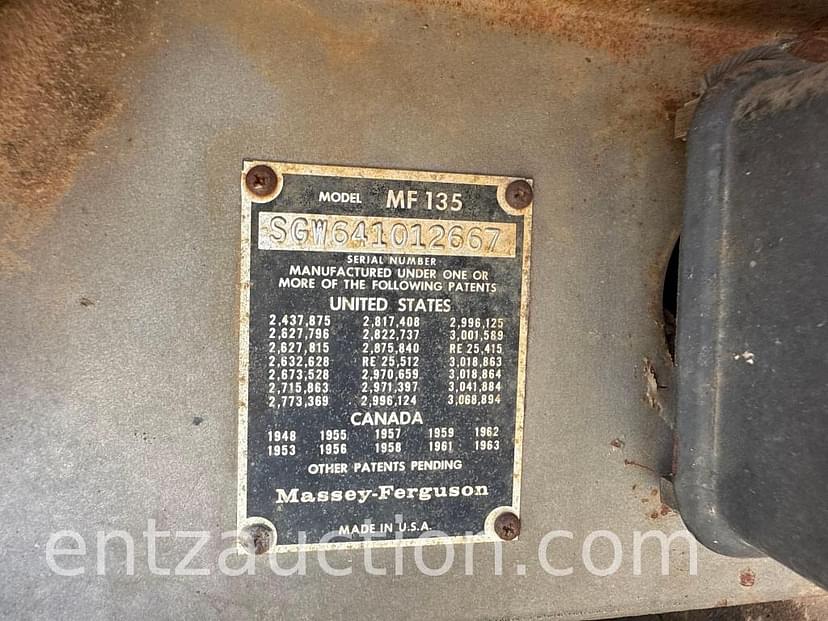 MODEL MF 135
SGW641012667
SERIAL NUMBER
MANUFACTURED UNDER ONE OR
MORE OF THE FOLLOWING PATENTS
UNITED STATES
2,437,875 2,817,408 2,996,125
2,627,796 2,822,737 3,001,589
2,627,815 2,875,840 RE 25,415
2,632,628 RE 25,512 3,018,863
2,673,528 2,970,659 3,018,864
2,715,863 2,971,397 3,041,884
2,773,369 2,996,124 3,068,894
CANADA
1948 1955 1957 1959 1962
1953 1956 1958 1961 1963
OTHER PATENTS PENDING
Massey-Ferguson
MADE IN U.S.A.
entzauction.com